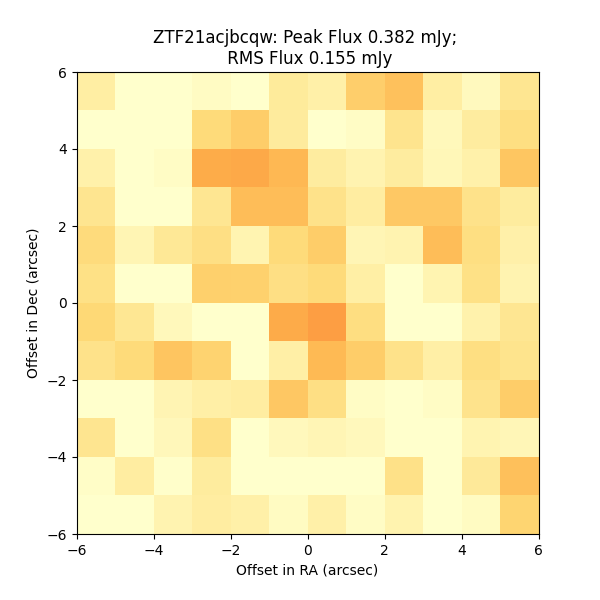 ZTF21acjbcqw: Peak Flux 0.382 mJy;
RMS Flux 0.155 mJy
6
4
2
0
−2
−4
−6
Offset in Dec (arcsec)
−6 −4 −2 0 2 4 6
Offset in RA (arcsec)